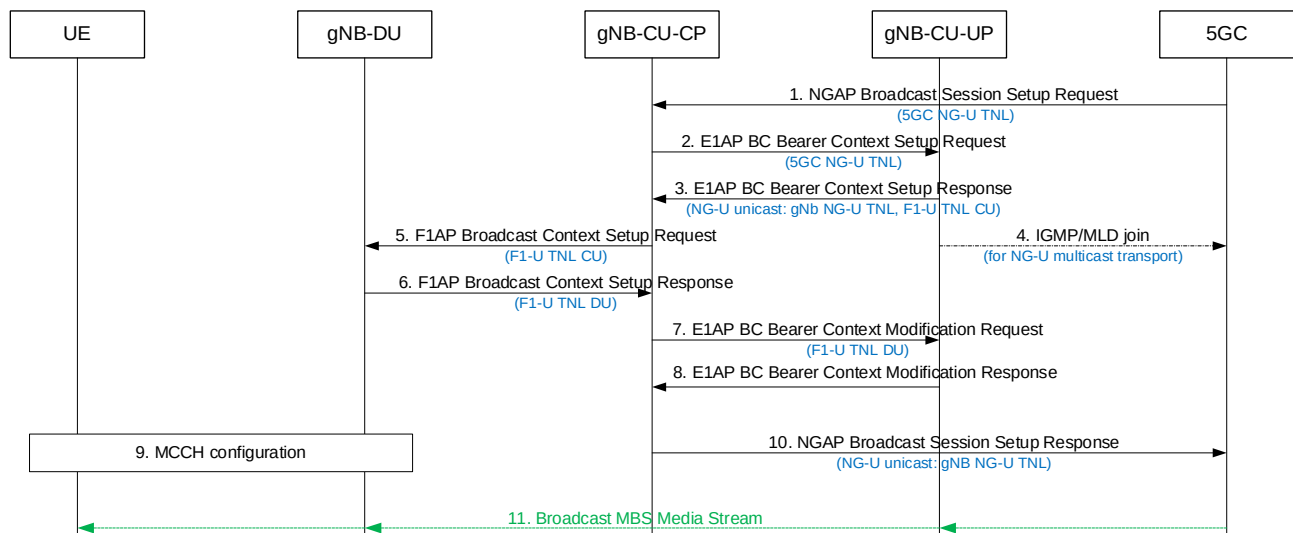 UE
gNB-DU
gNB-CU-CP
gNB-CU-UP
5GC
1. NGAP Broadcast Session Setup Request
(5GC NG-U TNL)
2. E1AP BC Bearer Context Setup Request
(5GC NG-U TNL)
3. E1AP BC Bearer Context Setup Response
(NG-U unicast: gNb NG-U TNL, F1-U TNL CU)
5. F1AP Broadcast Context Setup Request
(F1-U TNL CU)
4. IGMP/MLD join
(for NG-U multicast transport)
6. F1AP Broadcast Context Setup Response
(F1-U TNL DU)
7. E1AP BC Bearer Context Modification Request
(F1-U TNL DU)
8. E1AP BC Bearer Context Modification Response
9. MCCH configuration
10. NGAP Broadcast Session Setup Response
(NG-U unicast: gNB NG-U TNL)
11. Broadcast MBS Media Stream